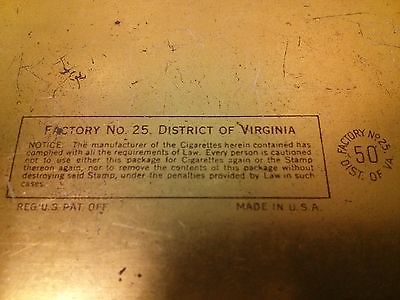 FACTORY NO. 25, DISTRICT OF VIRGINIA
NOTICE: The manufacturer of the Cigarettes herein contained has
complied with all the requirements of Law. Every person is cautioned
not to use either this package for Cigarettes again or the Stamp
thereon again, nor to remove the contents of this package without
destroying said Stamp, under the penalties provided by Law in such
cases.
REG. U.S. PAT. OFF.
MADE IN U.S.A.
FACTORY No 25
50
DIST. OF VA.